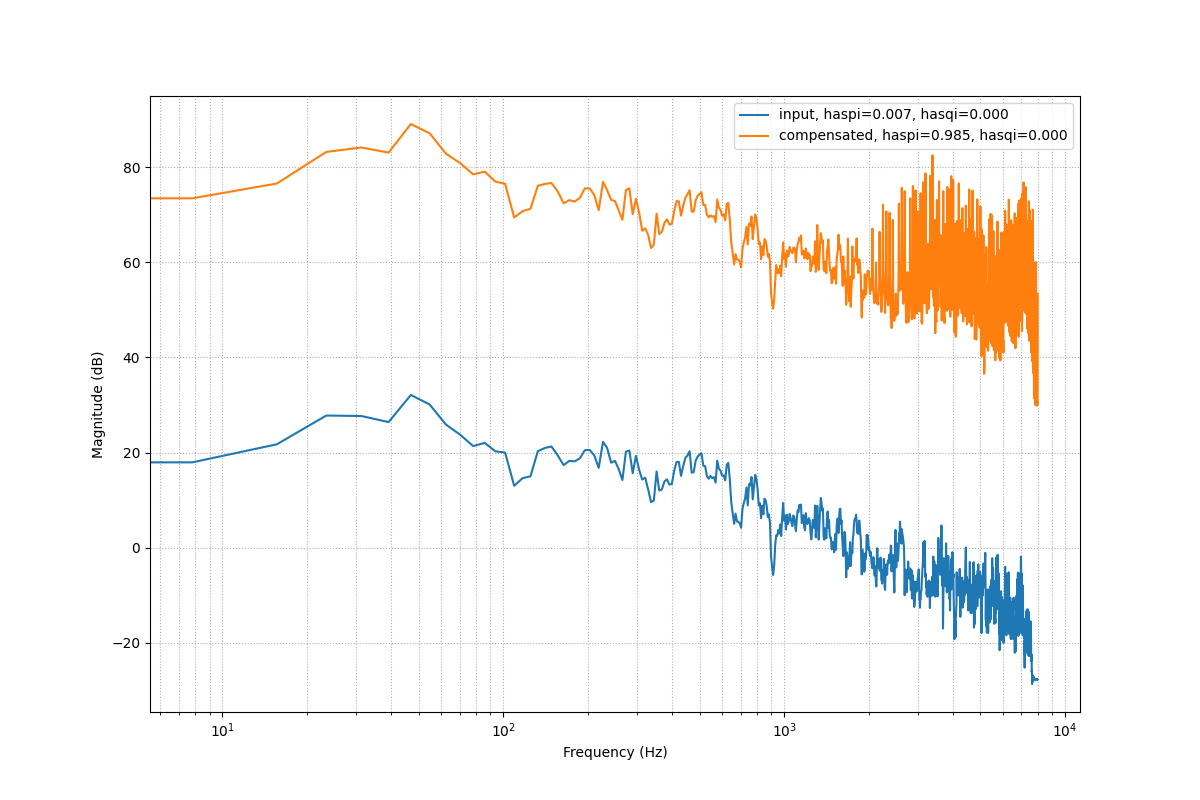 input, haspi=0.007, hasqi=0.000
compensated, haspi=0.985, hasqi=0.000
80
60
40
20
0
−20
Magnitude (dB)
10¹ 10² 10³ 10⁴
Frequency (Hz)